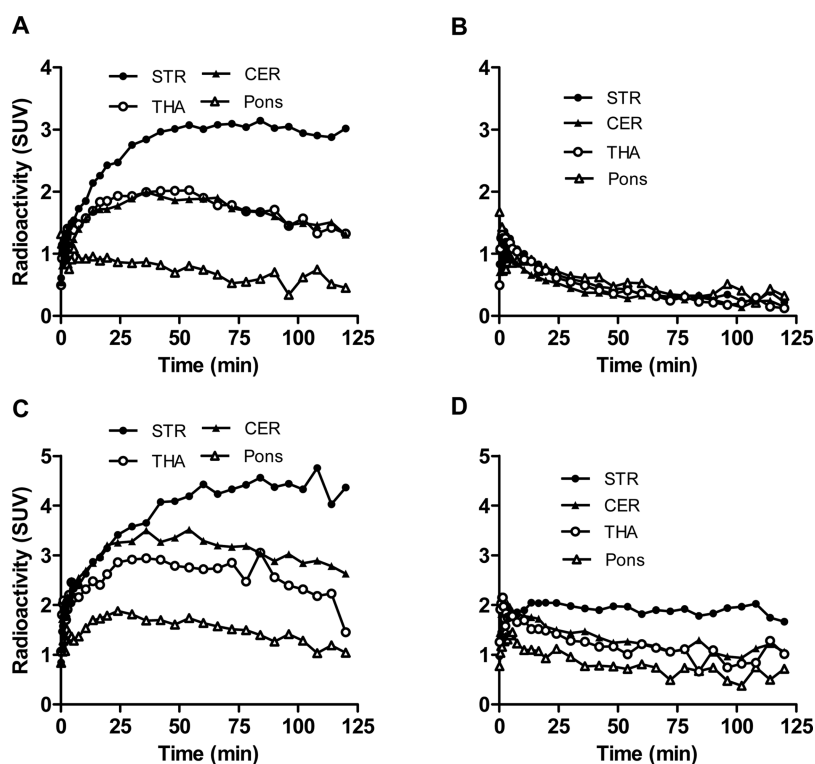 A
Radioactivity (SUV)
4
3
2
1
0
0 25 50 75 100 125
Time (min)
STR CER
THA Pons
B
4
3
2
1
0
0 25 50 75 100 125
Time (min)
STR
CER
THA
Pons
C
Radioactivity (SUV)
5
4
3
2
1
0
0 25 50 75 100 125
Time (min)
STR CER
THA Pons
D
5
4
3
2
1
0
0 25 50 75 100 125
Time (min)
STR
CER
THA
Pons